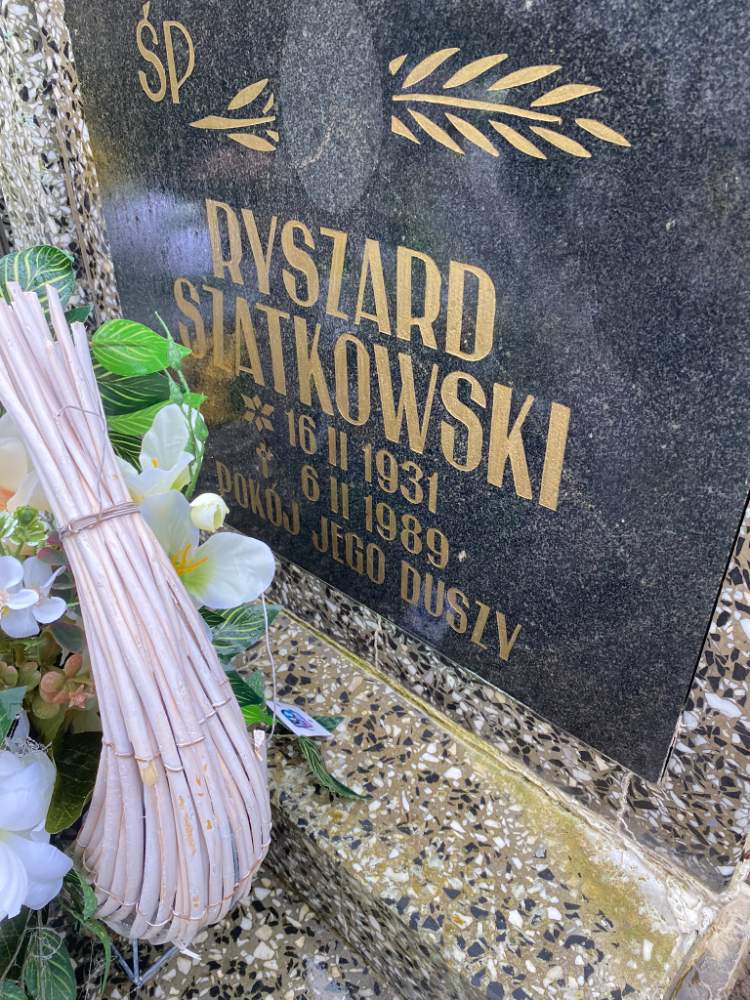 ŚP
RYSZARD
SZATKOWSKI
16 II 1931
6 II 1989
POKÓJ JEGO DUSZY